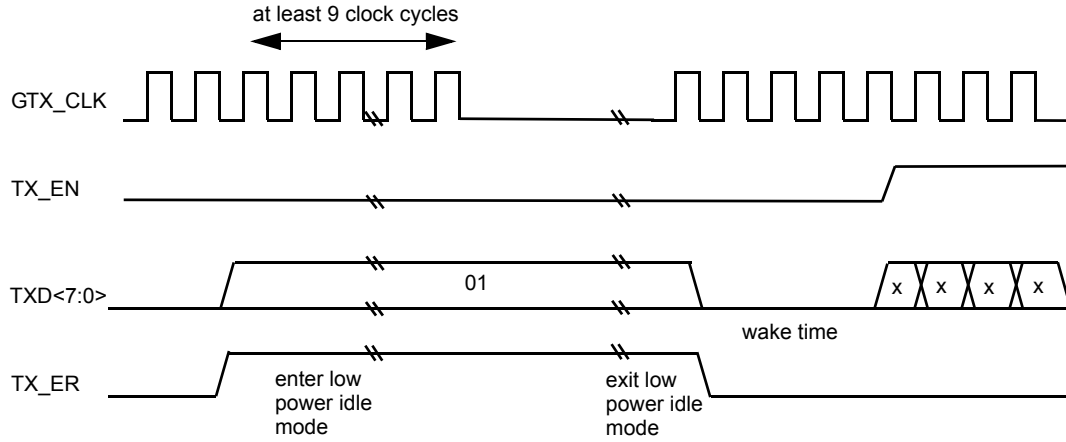 at least 9 clock cycles
GTX_CLK
TX_EN
TXD<7:0>
01
x x x x
wake time
TX_ER
enter low
power idle
mode
exit low
power idle
mode